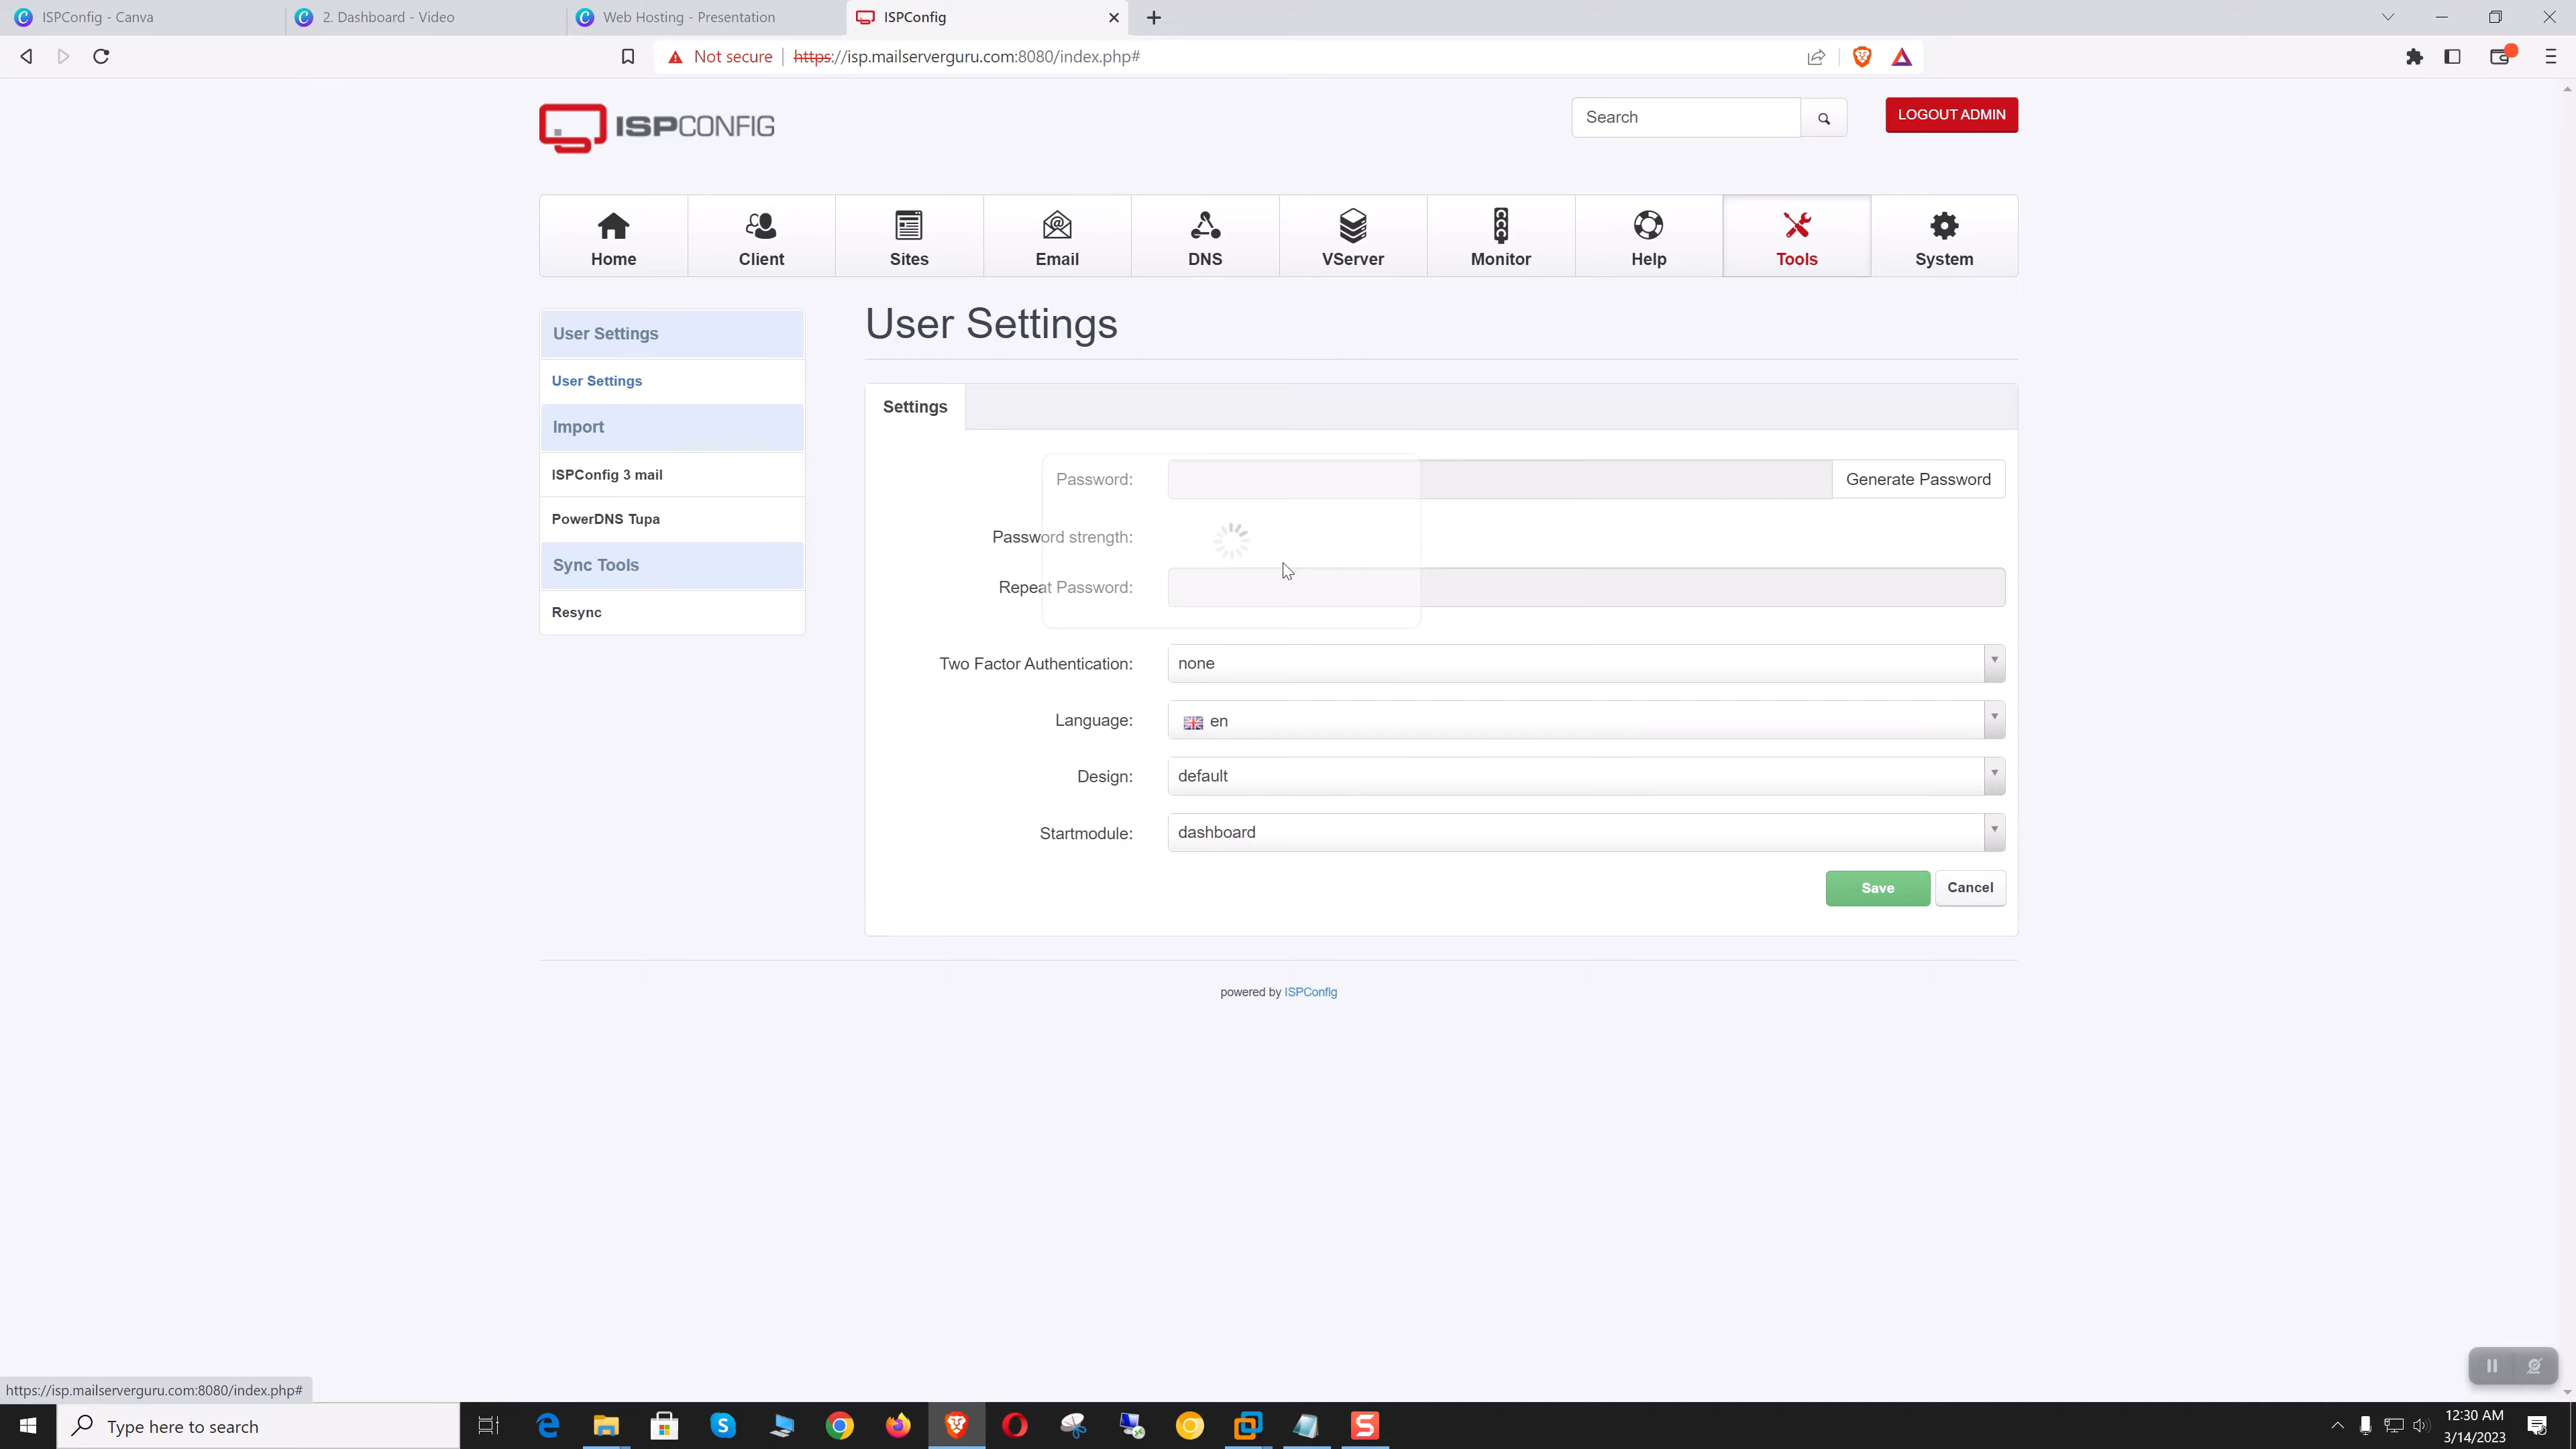 ISPConfig - Canva
2. Dashboard - Video
Web Hosting - Presentation
ISPConfig
Not secure
https://isp.mailserverguru.com:8080/index.php#
ISPCONFIG
Search
LOGOUT ADMIN
Home
Client
Sites
Email
DNS
VServer
Monitor
Help
Tools
System
User Settings
User Settings
Import
ISPConfig 3 mail
PowerDNS Tupa
Sync Tools
Resync
User Settings
Settings
Password:
Generate Password
Password strength:
Repeat Password:
Two Factor Authentication:
none
Language:
en
Design:
default
Startmodule:
dashboard
Save
Cancel
powered by ISPConfig
https://isp.mailserverguru.com:8080/index.php#
Type here to search
12:30 AM
3/14/2023